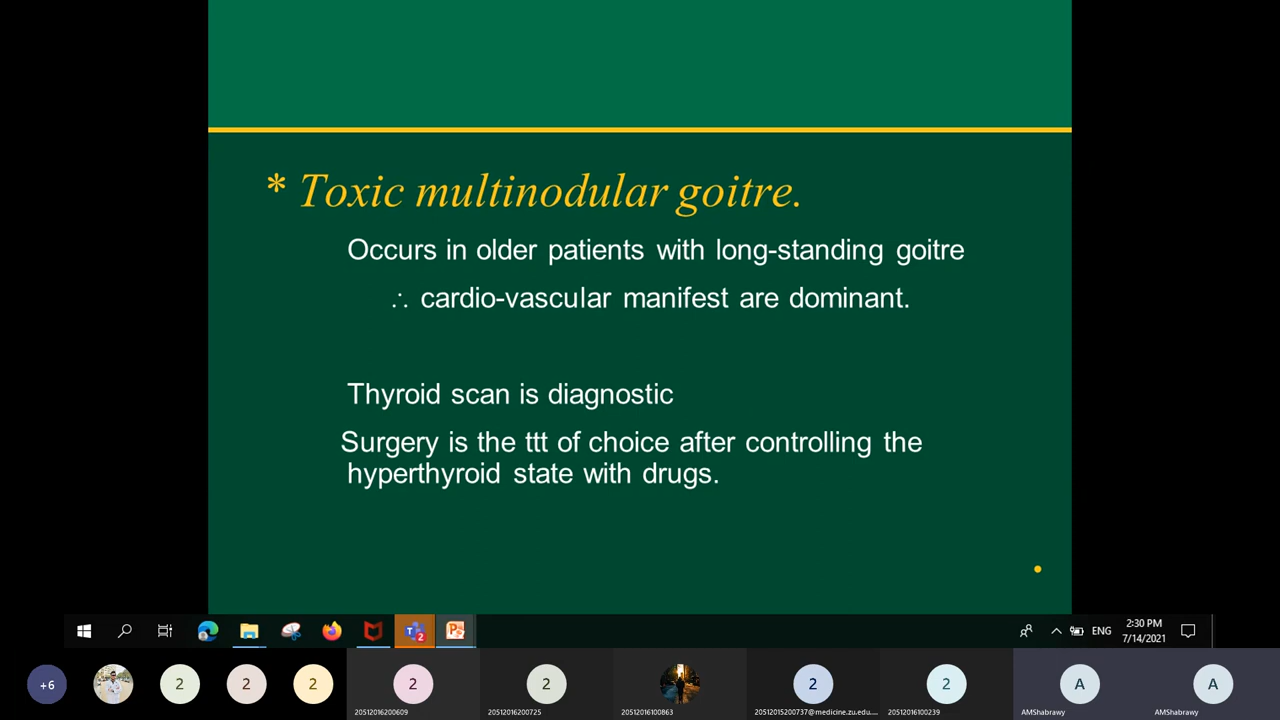 * Toxic multinodular goitre.
Occurs in older patients with long-standing goitre
∴ cardio-vascular manifest are dominant.
Thyroid scan is diagnostic
Surgery is the ttt of choice after controlling the
hyperthyroid state with drugs.
ENG
2:30 PM
7/14/2021
+6
2
2
2
2
2
2
2
A
A
20512016200609
20512016200725
20512016100863
20512015200737@medicine.zu.edu....
20512016100239
AMShabrawy
AMShabrawy